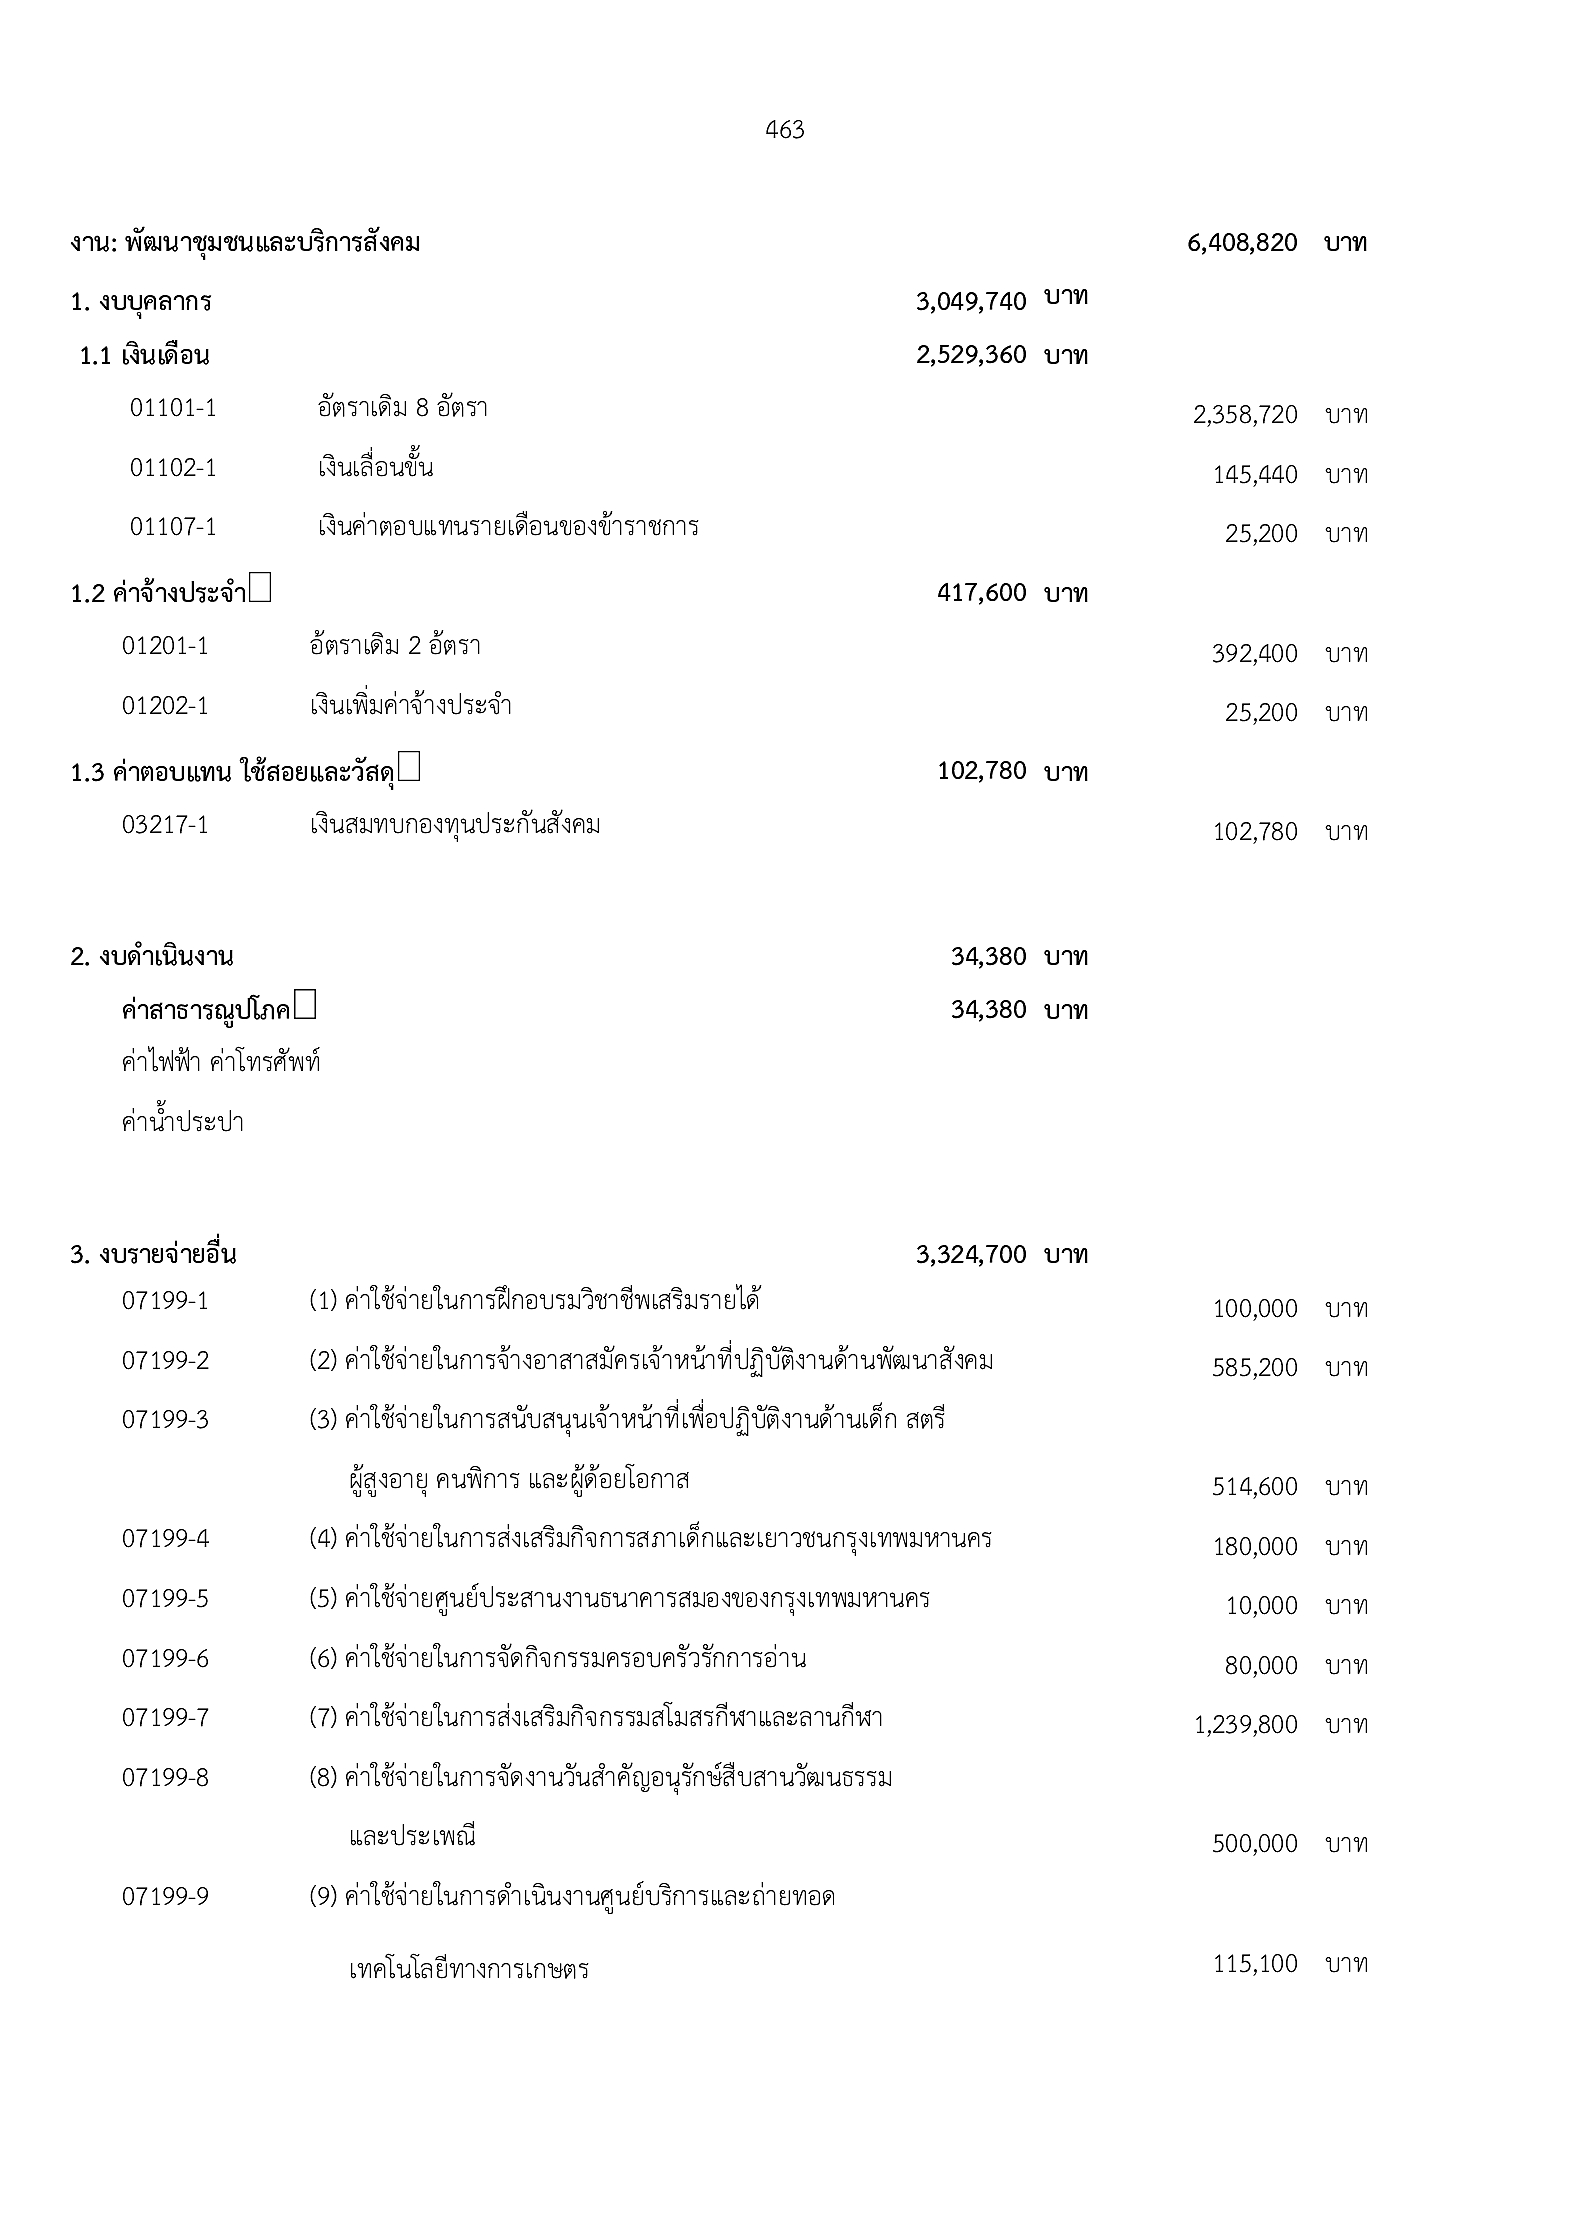 463
งาน: พัฒนาชุมชนและบริการสังคม 6,408,820 บาท
1. งบบุคลากร 3,049,740 บาท
1.1 เงินเดือน 2,529,360 บาท
01101-1 อัตราเดิม 8 อัตรา 2,358,720 บาท
01102-1 เงินเลื่อนขั้น 145,440 บาท
01107-1 เงินค่าตอบแทนรายเดือนของข้าราชการ 25,200 บาท
1.2 ค่าจ้างประจำ 417,600 บาท
01201-1 อ้ตราเดิม 2 อ้ตรา 392,400 บาท
01202-1 เงินเพิ่มค่าจ้างประจำ 25,200 บาท
1.3 ค่าตอบแทน ใช้สอยและวัสดุ 102,780 บาท
03217-1 เงินสมทบกองทุนประกันสังคม 102,780 บาท
2. งบดำเนินงาน 34,380 บาท
ค่าสาธารณูปโภค 34,380 บาท
ค่าไฟฟ้า ค่าโทรศัพท์
ค่าน้ำประปา
3. งบรายจ่ายอื่น 3,324,700 บาท
07199-1 (1) ค่าใช้จ่ายในการฝึกอบรมวิชาชีพเสริมรายได้ 100,000 บาท
07199-2 (2) ค่าใช้จ่ายในการจ้างอาสาสมัครเจ้าหน้าที่ปฏิบัติงานด้านพัฒนาสังคม 585,200 บาท
07199-3 (3) ค่าใช้จ่ายในการสนับสนุนเจ้าหน้าที่เพื่อปฏิบัติงานด้านเด็ก สตรี
ผู้สูงอายุ คนพิการ และผู้ด้อยโอกาส 514,600 บาท
07199-4 (4) ค่าใช้จ่ายในการส่งเสริมกิจการสภาเด็กและเยาวชนกรุงเทพมหานคร 180,000 บาท
07199-5 (5) ค่าใช้จ่ายศูนย์ประสานงานธนาคารสมองของกรุงเทพมหานคร 10,000 บาท
07199-6 (6) ค่าใช้จ่ายในการจัดกิจกรรมครอบครัวรักการอ่าน 80,000 บาท
07199-7 (7) ค่าใช้จ่ายในการส่งเสริมกิจกรรมสโมสรกีฬาและลานกีฬา 1,239,800 บาท
07199-8 (8) ค่าใช้จ่ายในการจัดงานวันสำคัญอนุรักษ์สืบสานวัฒนธรรม
และประเพณี 500,000 บาท
07199-9 (9) ค่าใช้จ่ายในการดำเนินงานศูนย์บริการและถ่ายทอด
เทคโนโลยีทางการเกษตร 115,100 บาท